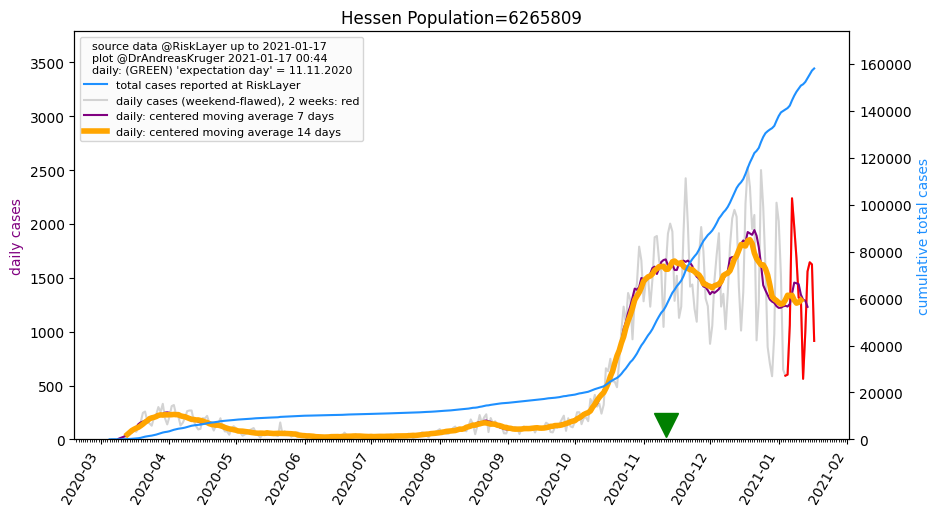 Hessen Population=6265809
source data @RiskLayer up to 2021-01-17
plot @DrAndreasKruger 2021-01-17 00:44
daily: (GREEN) 'expectation day' = 11.11.2020
total cases reported at RiskLayer
daily cases (weekend-flawed), 2 weeks: red
daily: centered moving average 7 days
daily: centered moving average 14 days
daily cases
3500
3000
2500
2000
1500
1000
500
0
cumulative total cases
160000
140000
120000
100000
80000
60000
40000
20000
0
2020-03
2020-04
2020-05
2020-06
2020-07
2020-08
2020-09
2020-10
2020-11
2020-12
2021-01
2021-02